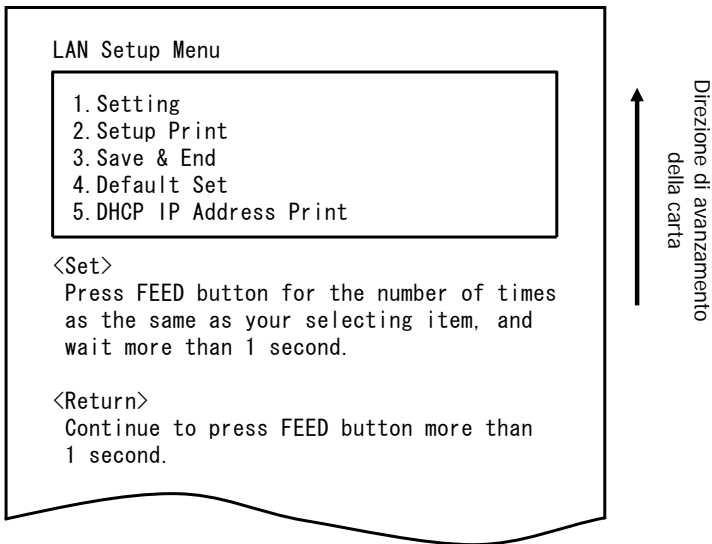 LAN Setup Menu
1.Setting
2.Setup Print
3.Save & End
4.Default Set
5.DHCP IP Address Print
<Set>
Press FEED button for the number of times
as the same as your selecting item, and
wait more than 1 second.
<Return>
Continue to press FEED button more than
1 second.
Direzione di avanzamento
della carta